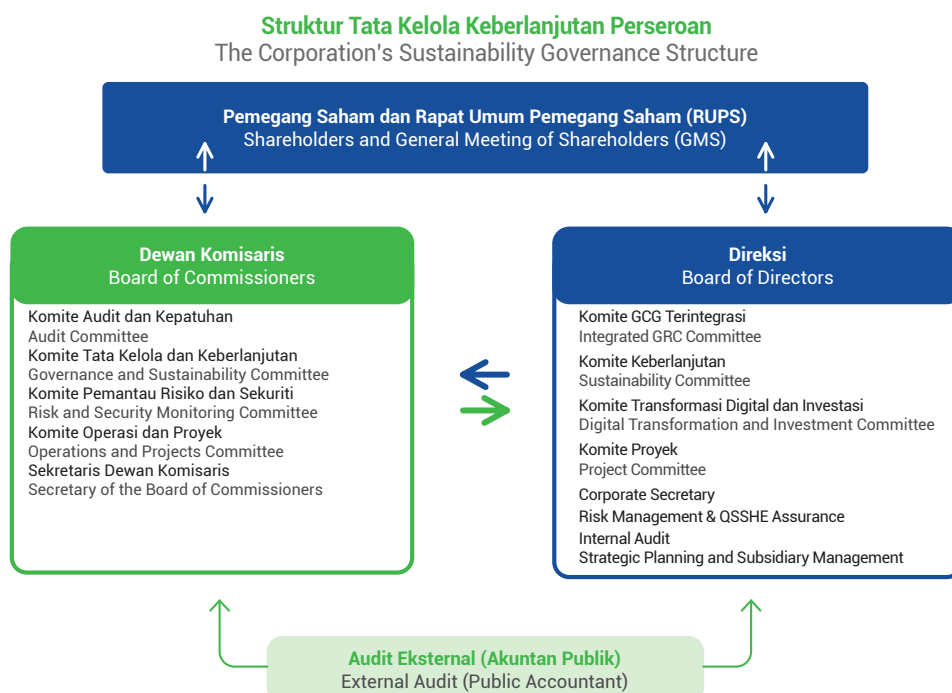 Struktur Tata Kelola Keberlanjutan Perseroan
The Corporation's Sustainability Governance Structure
Pemegang Saham dan Rapat Umum Pemegang Saham (RUPS)
Shareholders and General Meeting of Shareholders (GMS)
Dewan Komisaris
Board of Commissioners
Komite Audit dan Kepatuhan
Audit Committee
Komite Tata Kelola dan Keberlanjutan
Governance and Sustainability Committee
Komite Pemantau Risiko dan Sekuriti
Risk and Security Monitoring Committee
Komite Operasi dan Proyek
Operations and Projects Committee
Sekretaris Dewan Komisaris
Secretary of the Board of Commissioners
Direksi
Board of Directors
Komite GCG Terintegrasi
Integrated GRC Committee
Komite Keberlanjutan
Sustainability Committee
Komite Transformasi Digital dan Investasi
Digital Transformation and Investment Committee
Komite Proyek
Project Committee
Corporate Secretary
Risk Management & QSSHE Assurance
Internal Audit
Strategic Planning and Subsidiary Management
Audit Eksternal (Akuntan Publik)
External Audit (Public Accountant)